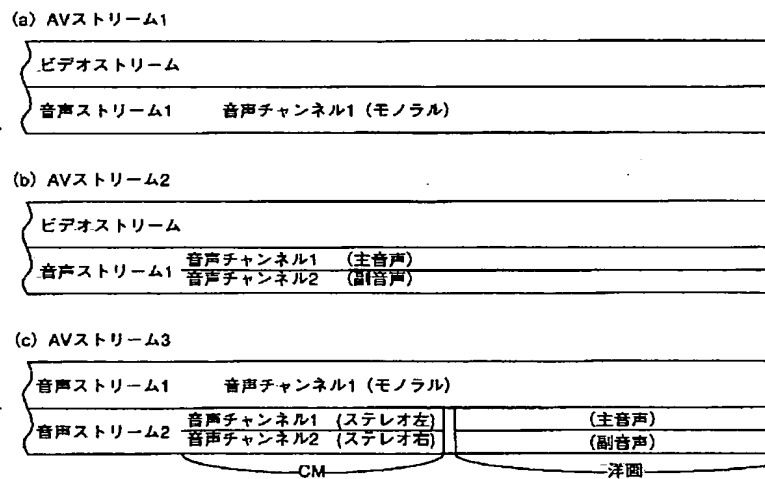 (a) AVストリーム1
ビデオストリーム
音声ストリーム1 音声チャンネル1 (モノラル)
(b) AVストリーム2
ビデオストリーム
音声ストリーム1
音声チャンネル1 (主音声)
音声チャンネル2 (副音声)
(c) AVストリーム3
音声ストリーム1 音声チャンネル1 (モノラル)
音声ストリーム2
音声チャンネル1 (ステレオ左) (主音声)
音声チャンネル2 (ステレオ右) (副音声)
CM 洋画